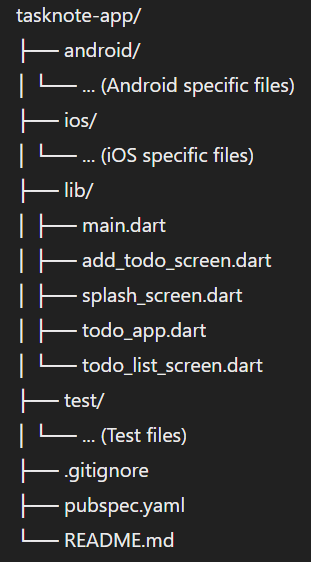 tasknote-app/
├── android/
│ └── ... (Android specific files)
├── ios/
│ └── ... (iOS specific files)
├── lib/
│ ├── main.dart
│ ├── add_todo_screen.dart
│ ├── splash_screen.dart
│ ├── todo_app.dart
│ └── todo_list_screen.dart
├── test/
│ └── ... (Test files)
├── .gitignore
├── pubspec.yaml
└── README.md